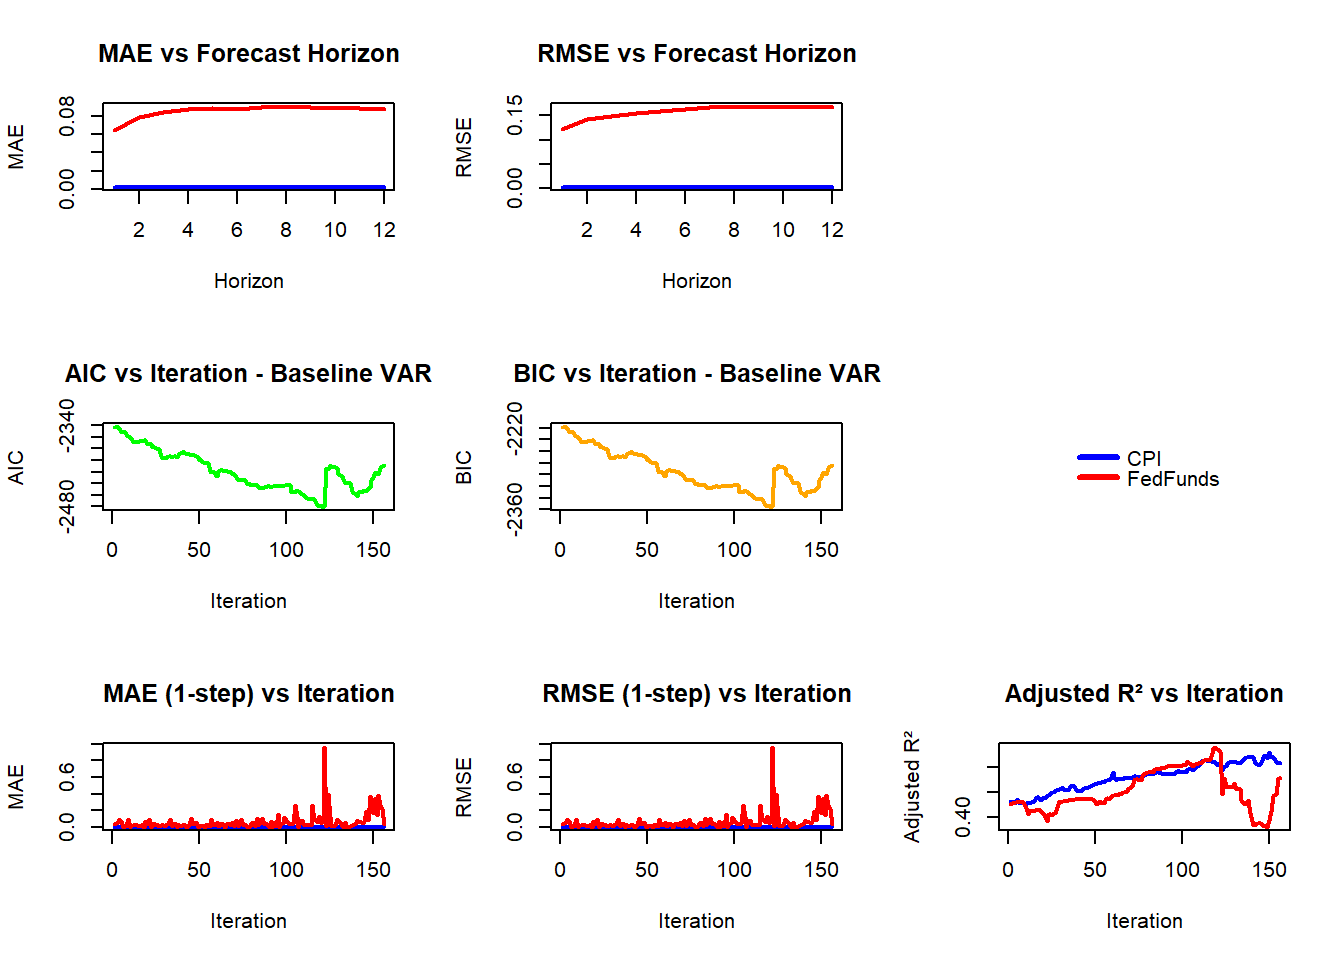 MAE vs Forecast Horizon
MAE
0.08
0.00
2 4 6 8 10 12
Horizon
RMSE vs Forecast Horizon
RMSE
0.15
0.00
2 4 6 8 10 12
Horizon
AIC vs Iteration - Baseline VAR
AIC
-2340
-2480
0 50 100 150
Iteration
BIC vs Iteration - Baseline VAR
BIC
-2220
-2360
0 50 100 150
Iteration
CPI
FedFunds
MAE (1-step) vs Iteration
MAE
0.6
0.0
0 50 100 150
Iteration
RMSE (1-step) vs Iteration
RMSE
0.6
0.0
0 50 100 150
Iteration
Adjusted R² vs Iteration
Adjusted R²
0.40
0 50 100 150
Iteration